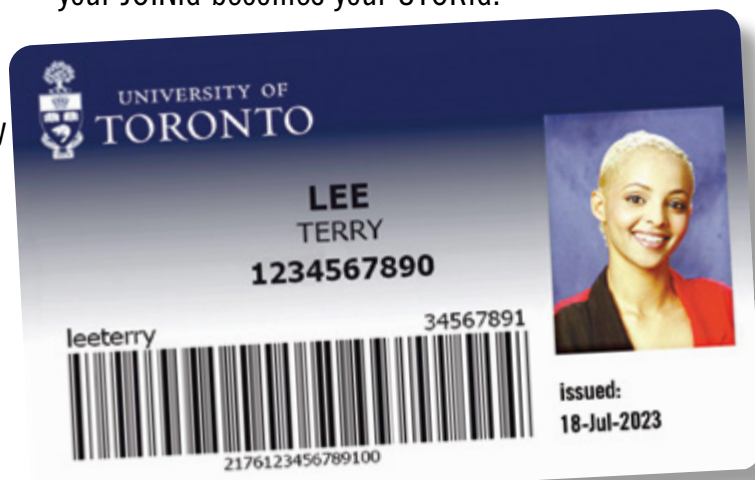 your JOINid becomes your UTORid.
UNIVERSITY OF
TORONTO
LEE
TERRY
1234567890
leeterry
34567891
2176123456789100
issued:
18-Jul-2023